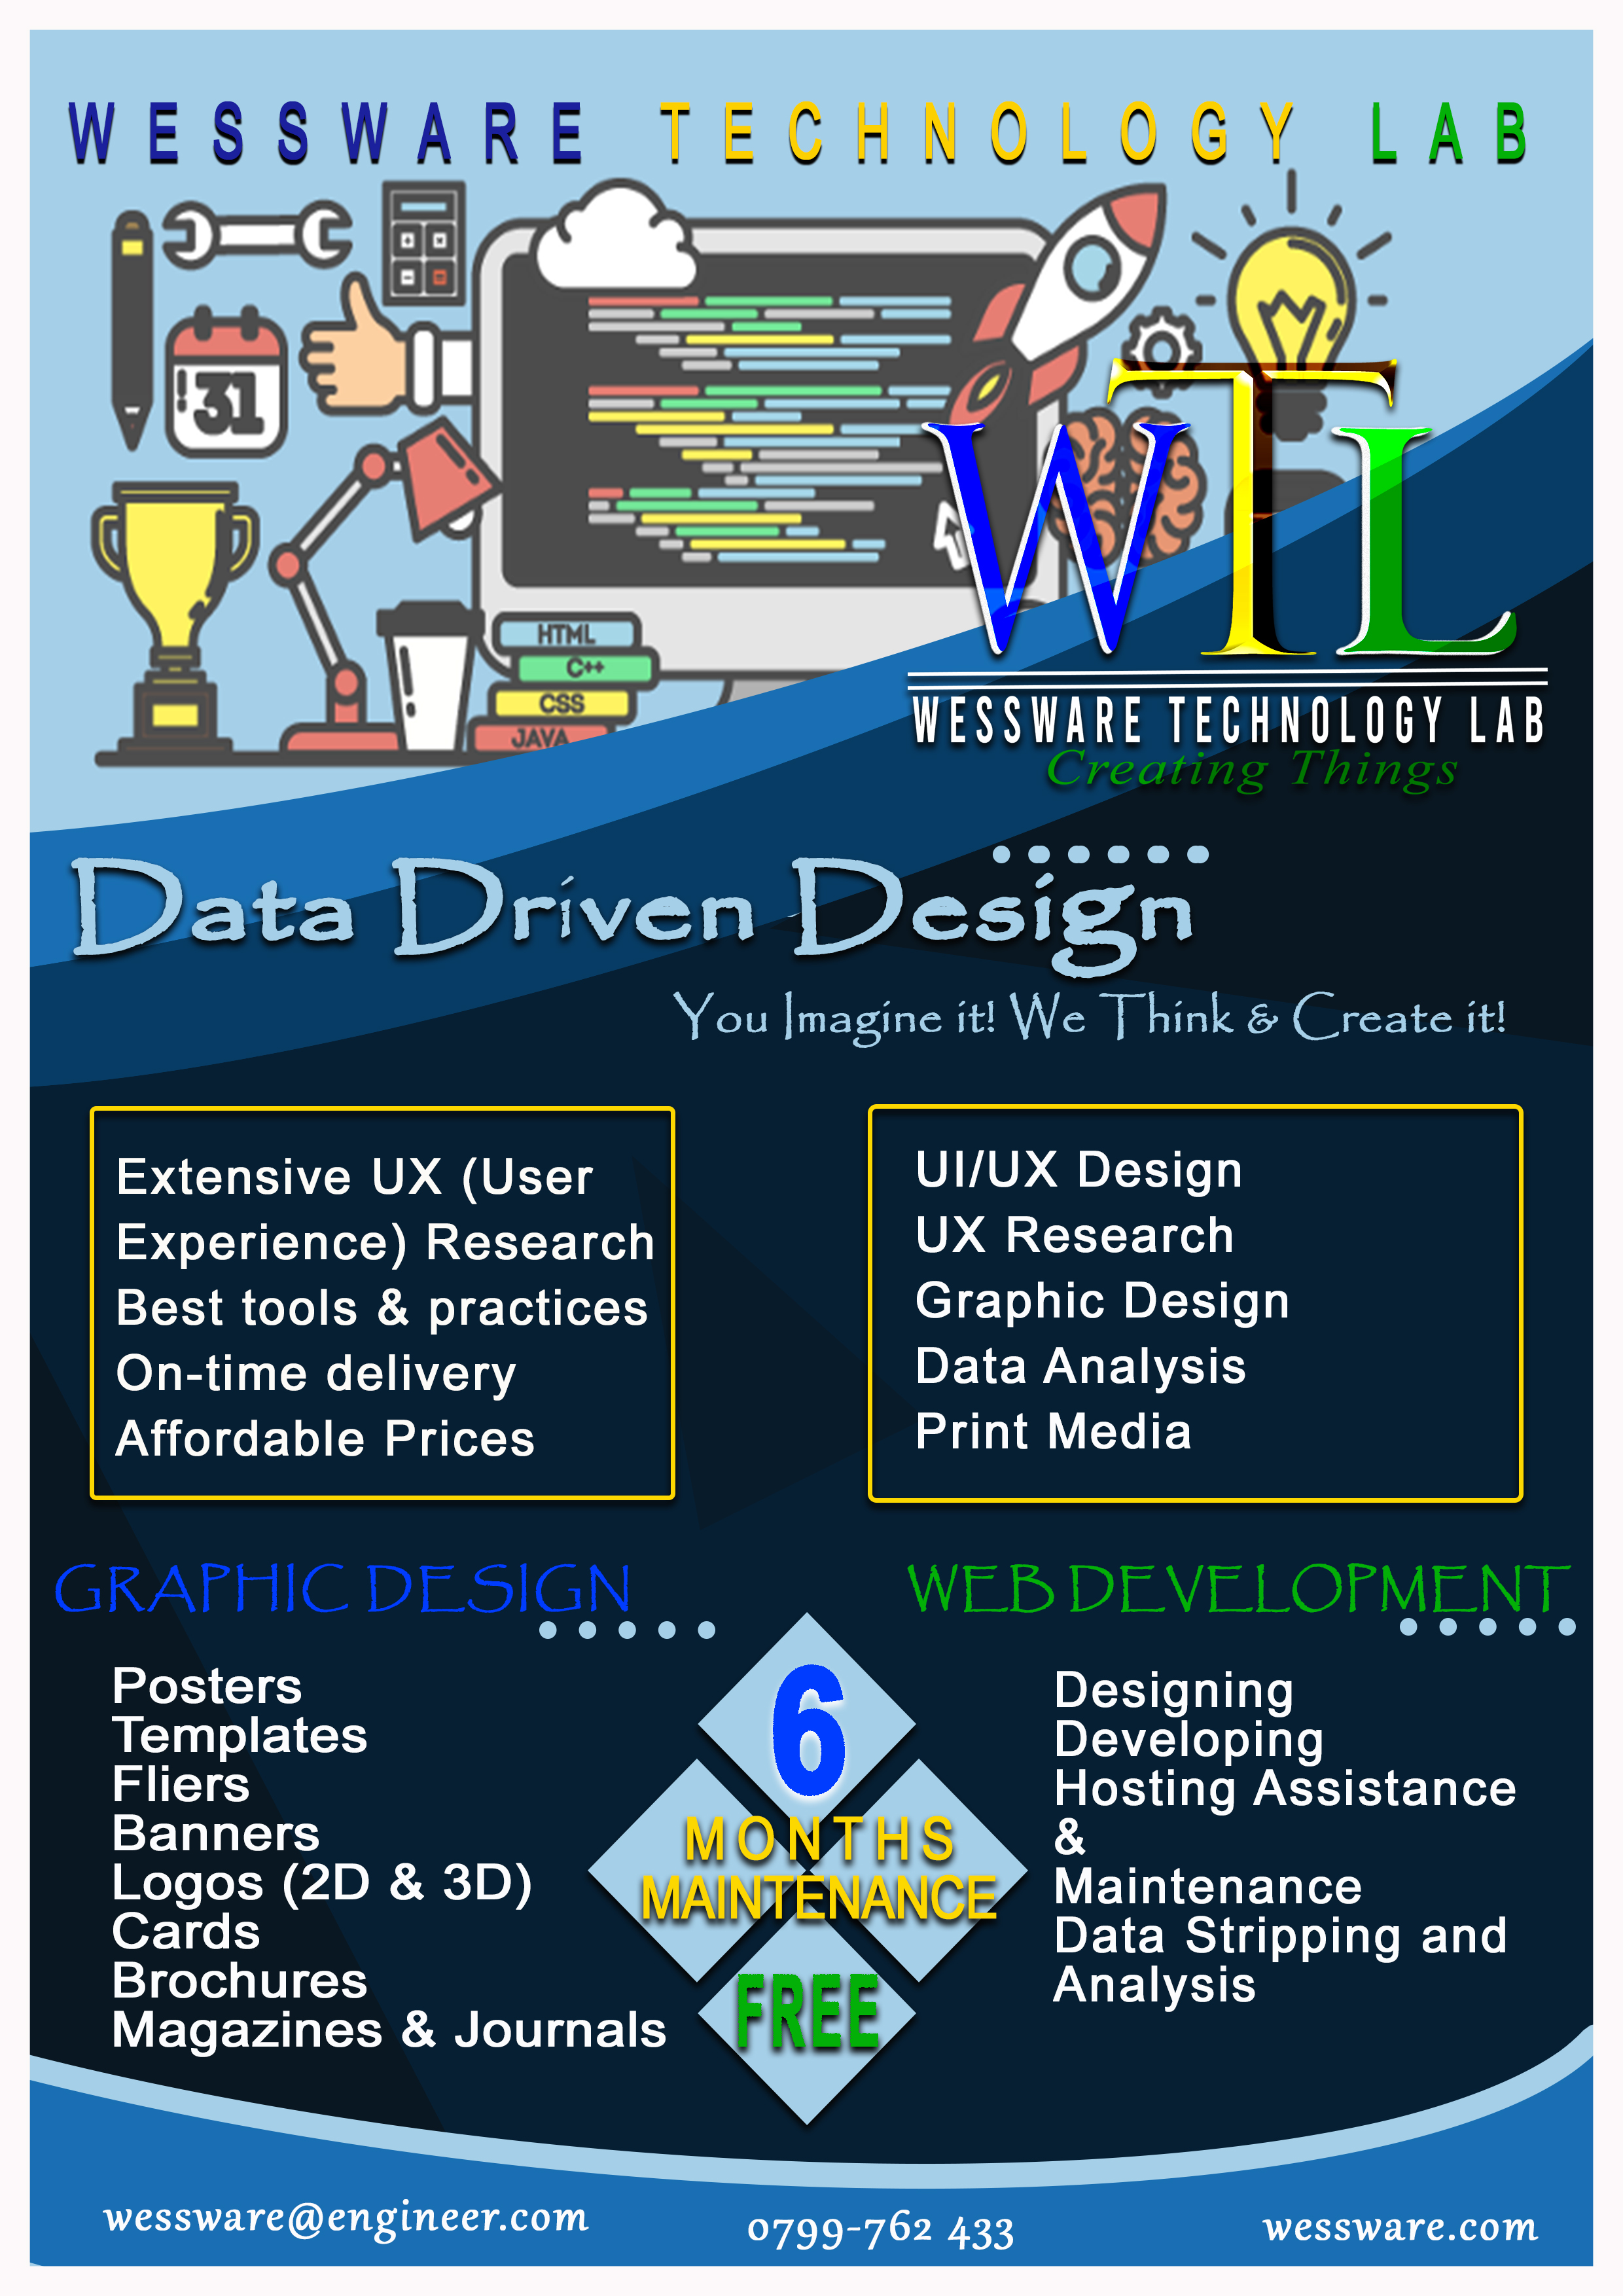 WESSWARE TECHNOLOGY LAB
31
HTML
C++
CSS
JAVA
WTL
WESSWARE TECHNOLOGY LAB
Creating Things
Data Driven Design
You Imagine it! We Think & Create it!
Extensive UX (User
Experience) Research
Best tools & practices
On-time delivery
Affordable Prices
UI/UX Design
UX Research
Graphic Design
Data Analysis
Print Media
GRAPHIC DESIGN
Posters
Templates
Fliers
Banners
Logos (2D & 3D)
Cards
Brochures
Magazines & Journals
6
MONTHS
MAINTENANCE
FREE
WEB DEVELOPMENT
Designing
Developing
Hosting Assistance
&
Maintenance
Data Stripping and
Analysis
wessware@engineer.com
0799-762 433
wessware.com